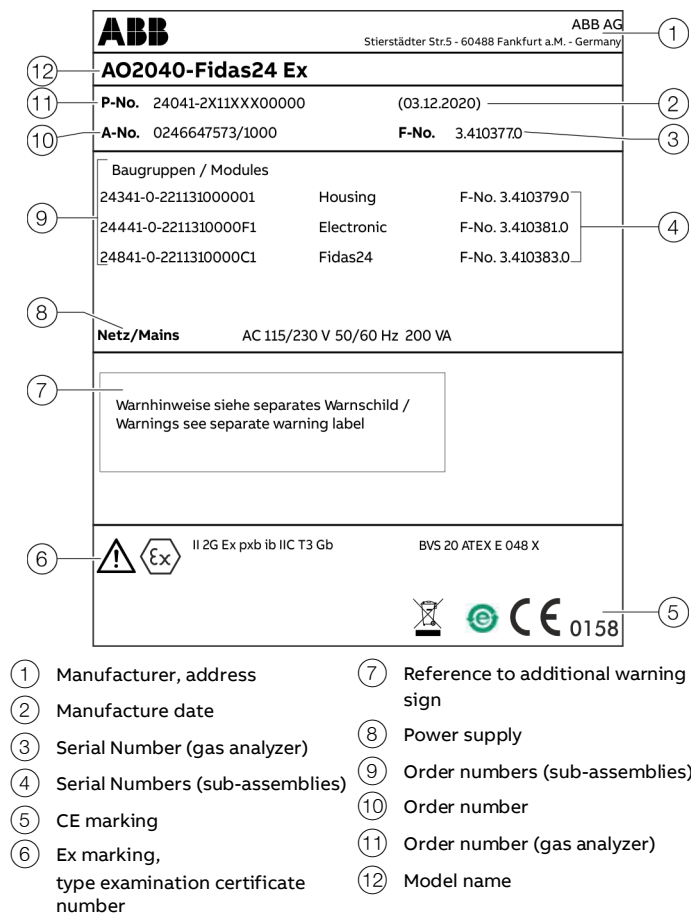 ABB
ABB AG
Stierstädter Str.5 - 60488 Fankfurt a.M. - Germany
1
12
AO2040-Fidas24 Ex
11
P-No. 24041-2X11XXX00000 (03.12.2020)
2
10
A-No. 0246647573/1000 F-No. 3.410377.0
3
Baugruppen / Modules
24341-0-221131000001 Housing F-No. 3.410379.0
9
24441-0-2211310000F1 Electronic F-No. 3.410381.0
4
24841-0-2211310000C1 Fidas24 F-No. 3.410383.0
8
Netz/Mains AC 115/230 V 50/60 Hz 200 VA
7
Warnhinweise siehe separates Warnschild /
Warnings see separate warning label
6
Ex II 2G Ex pxb ib IIC T3 Gb BVS 20 ATEX E 048 X
e CE 0158
5
1 Manufacturer, address
2 Manufacture date
3 Serial Number (gas analyzer)
4 Serial Numbers (sub-assemblies)
5 CE marking
6 Ex marking,
type examination certificate
number
7 Reference to additional warning
sign
8 Power supply
9 Order numbers (sub-assemblies)
10 Order number
11 Order number (gas analyzer)
12 Model name